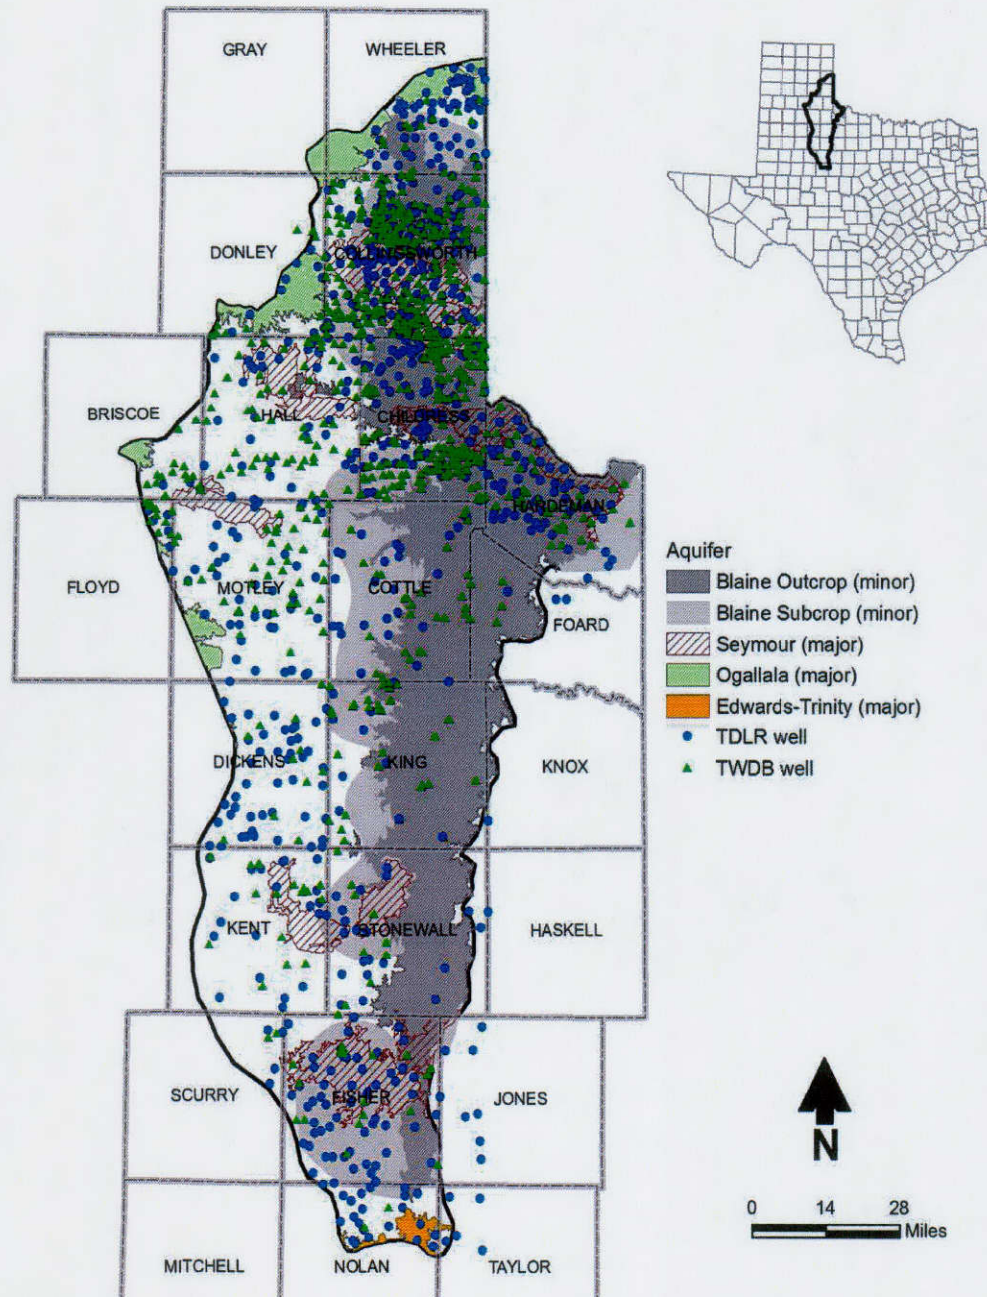 GRAY
WHEELER
DONLEY
COLLINGSWORTH
BRISCOE
HALL
CHILDRESS
HARDEMAN
FLOYD
MOTLEY
COTTLE
FOARD
DICKENS
KING
KNOX
KENT
STONEWALL
HASKELL
SCURRY
FISHER
JONES
MITCHELL
NOLAN
TAYLOR
Aquifer
Blaine Outcrop (minor)
Blaine Subcrop (minor)
Seymour (major)
Ogallala (major)
Edwards-Trinity (major)
TDLR well
TWDB well
N
0 14 28
Miles